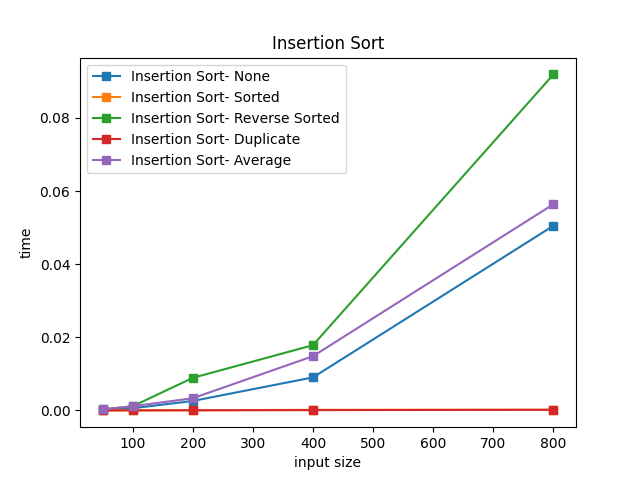 Insertion Sort
Insertion Sort- None
Insertion Sort- Sorted
Insertion Sort- Reverse Sorted
Insertion Sort- Duplicate
Insertion Sort- Average
0.08
0.06
0.04
0.02
0.00
time
100 200 300 400 500 600 700 800
input size